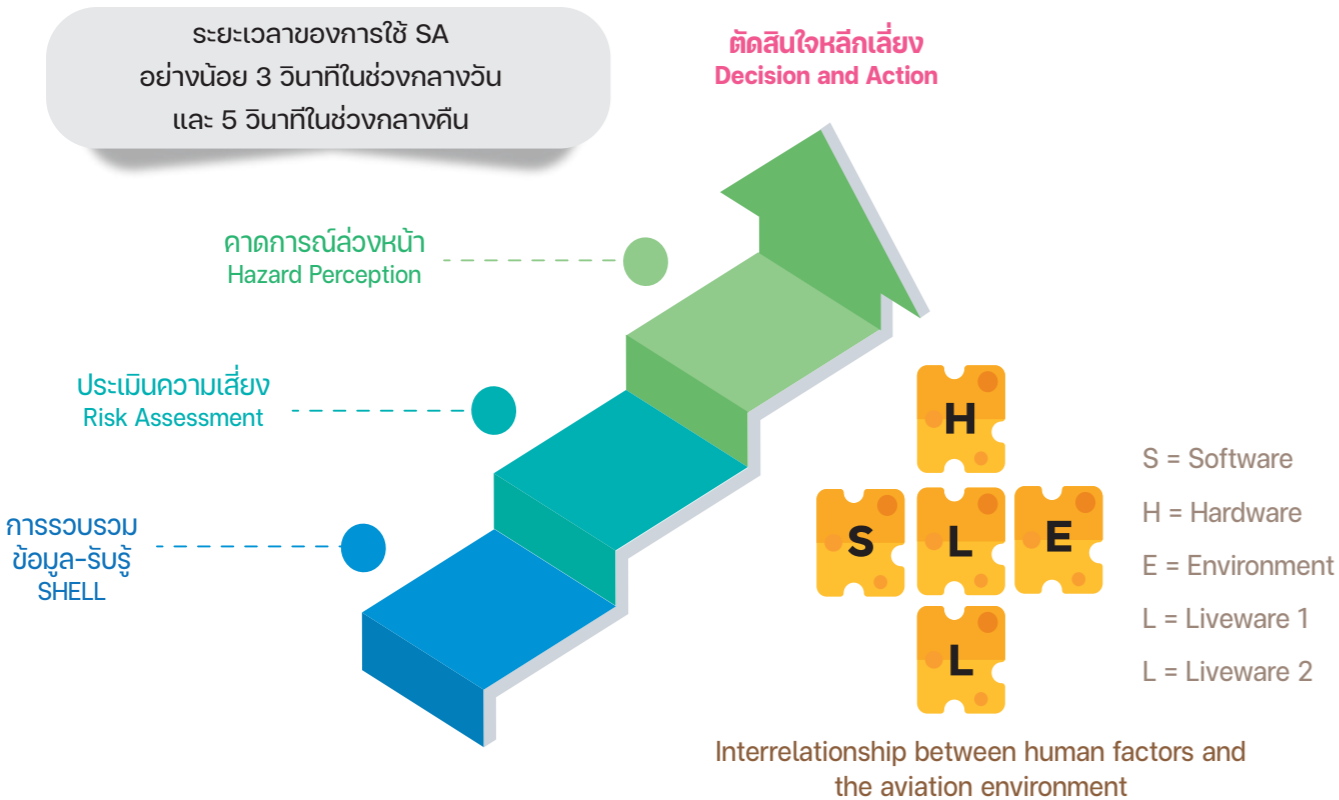 ระยะเวลาของการใช้ SA
อย่างน้อย 3 วินาทีในช่วงกลางวัน
และ 5 วินาทีในช่วงกลางคืน
ตัดสินใจหลีกเลี่ยง
Decision and Action
คาดการณ์ล่วงหน้า
Hazard Perception
ประเมินความเสี่ยง
Risk Assessment
การรวบรวม
ข้อมูล-รับรู้
SHELL
H
S L E
L
S = Software
H = Hardware
E = Environment
L = Liveware 1
L = Liveware 2
Interrelationship between human factors and
the aviation environment